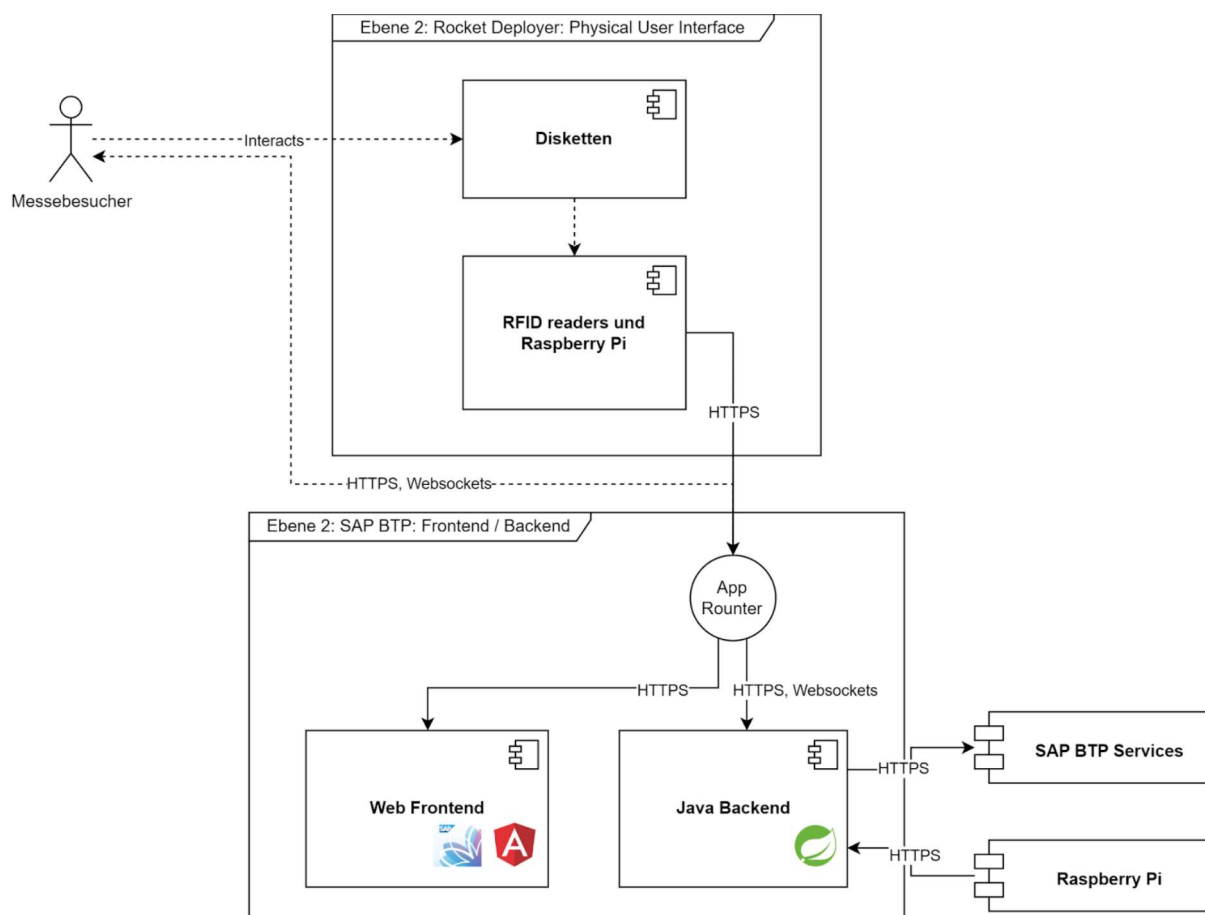 Ebene 2: Rocket Deployer: Physical User Interface
Disketten
Interacts
Messebesucher
RFID readers und
Raspberry Pi
HTTPS
HTTPS, Websockets
Ebene 2: SAP BTP: Frontend / Backend
App
Rounter
HTTPS
HTTPS, Websockets
Web Frontend
SAP
A
Java Backend
HTTPS
SAP BTP Services
HTTPS
Raspberry Pi